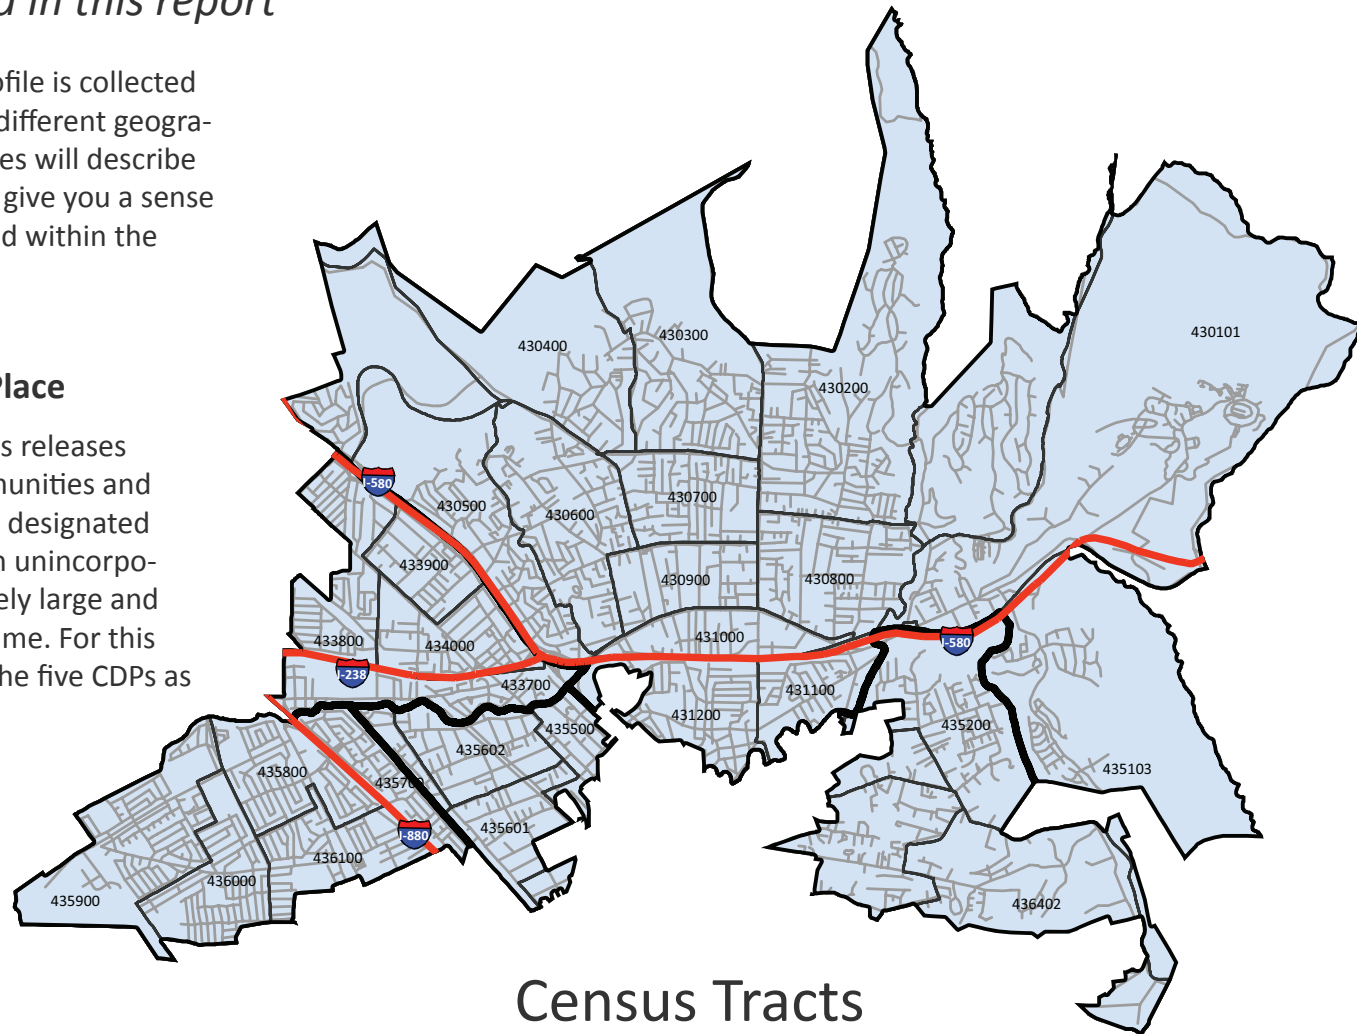 in this report
ofile is collected
different geogra-
es will describe
give you a sense
d within the
Place
s releases
munities and
designated
n unincorpo-
ely large and
me. For this
he five CDPs as
430101
430400
430300
430200
I-580
430500
430600
430700
433900
430900
430800
433800
434000
431000
I-580
I-238
433700
431100
431200
435500
435200
435602
435800
435700
435103
435601
I-880
436100
436000
435900
436402
Census Tracts